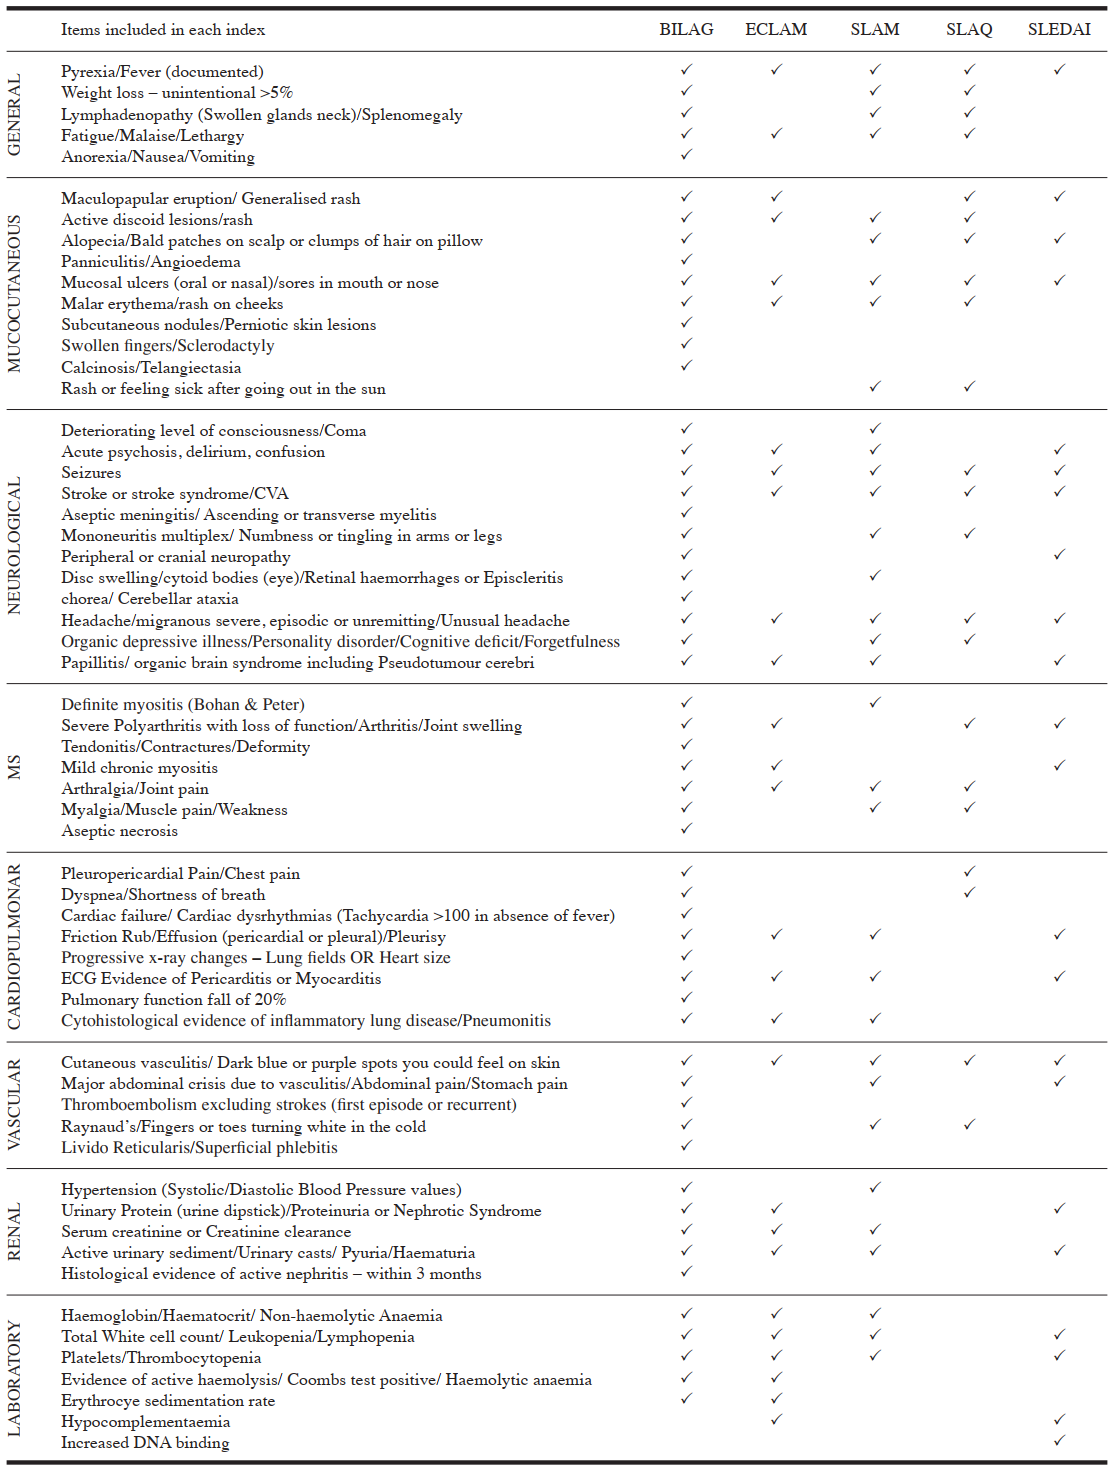 Items included in each index BILAG ECLAM SLAM SLAQ SLEDAI
GENERAL
Pyrexia/Fever (documented) ✓ ✓ ✓ ✓ ✓
Weight loss – unintentional >5% ✓ ✓ ✓
Lymphadenopathy (Swollen glands neck)/Splenomegaly ✓ ✓ ✓
Fatigue/Malaise/Lethargy ✓ ✓ ✓ ✓
Anorexia/Nausea/Vomiting ✓
MUCOCUTANEOUS
Maculopapular eruption/ Generalised rash ✓ ✓ ✓ ✓
Active discoid lesions/rash ✓ ✓ ✓ ✓
Alopecia/Bald patches on scalp or clumps of hair on pillow ✓ ✓ ✓ ✓
Panniculitis/Angioedema ✓
Mucosal ulcers (oral or nasal)/sores in mouth or nose ✓ ✓ ✓ ✓ ✓
Malar erythema/rash on cheeks ✓ ✓ ✓ ✓
Subcutaneous nodules/Perniotic skin lesions ✓
Swollen fingers/Sclerodactyly ✓
Calcinosis/Telangiectasia ✓
Rash or feeling sick after going out in the sun ✓ ✓
NEUROLOGICAL
Deteriorating level of consciousness/Coma ✓ ✓
Acute psychosis, delirium, confusion ✓ ✓ ✓ ✓
Seizures ✓ ✓ ✓ ✓ ✓
Stroke or stroke syndrome/CVA ✓ ✓ ✓ ✓ ✓
Aseptic meningitis/ Ascending or transverse myelitis ✓
Mononeuritis multiplex/ Numbness or tingling in arms or legs ✓ ✓ ✓
Peripheral or cranial neuropathy ✓ ✓
Disc swelling/cytoid bodies (eye)/Retinal haemorrhages or Episcleritis ✓ ✓
chorea/ Cerebellar ataxia ✓
Headache/migranous severe, episodic or unremitting/Unusual headache ✓ ✓ ✓ ✓ ✓
Organic depressive illness/Personality disorder/Cognitive deficit/Forgetfulness ✓ ✓ ✓
Papillitis/ organic brain syndrome including Pseudotumour cerebri ✓ ✓ ✓ ✓
MS
Definite myositis (Bohan & Peter) ✓ ✓
Severe Polyarthritis with loss of function/Arthritis/Joint swelling ✓ ✓ ✓ ✓
Tendonitis/Contractures/Deformity ✓
Mild chronic myositis ✓ ✓ ✓
Arthralgia/Joint pain ✓ ✓ ✓ ✓
Myalgia/Muscle pain/Weakness ✓ ✓ ✓
Aseptic necrosis ✓
CARDIOPULMONAR
Pleuropericardial Pain/Chest pain ✓ ✓
Dyspnea/Shortness of breath ✓ ✓
Cardiac failure/ Cardiac dysrhythmias (Tachycardia >100 in absence of fever) ✓
Friction Rub/Effusion (pericardial or pleural)/Pleurisy ✓ ✓ ✓ ✓
Progressive x-ray changes – Lung fields OR Heart size ✓
ECG Evidence of Pericarditis or Myocarditis ✓ ✓ ✓ ✓
Pulmonary function fall of 20% ✓
Cytohistological evidence of inflammatory lung disease/Pneumonitis ✓ ✓ ✓
VASCULAR
Cutaneous vasculitis/ Dark blue or purple spots you could feel on skin ✓ ✓ ✓ ✓ ✓
Major abdominal crisis due to vasculitis/Abdominal pain/Stomach pain ✓ ✓ ✓
Thromboembolism excluding strokes (first episode or recurrent) ✓
Raynaud's/Fingers or toes turning white in the cold ✓ ✓ ✓
Livido Reticularis/Superficial phlebitis ✓
RENAL
Hypertension (Systolic/Diastolic Blood Pressure values) ✓ ✓
Urinary Protein (urine dipstick)/Proteinuria or Nephrotic Syndrome ✓ ✓ ✓
Serum creatinine or Creatinine clearance ✓ ✓ ✓
Active urinary sediment/Urinary casts/ Pyuria/Haematuria ✓ ✓ ✓ ✓
Histological evidence of active nephritis – within 3 months ✓
LABORATORY
Haemoglobin/Haematocrit/ Non-haemolytic Anaemia ✓ ✓ ✓
Total White cell count/ Leukopenia/Lymphopenia ✓ ✓ ✓ ✓
Platelets/Thrombocytopenia ✓ ✓ ✓ ✓
Evidence of active haemolysis/ Coombs test positive/ Haemolytic anaemia ✓ ✓
Erythrocye sedimentation rate ✓ ✓
Hypocomplementaemia ✓ ✓
Increased DNA binding ✓